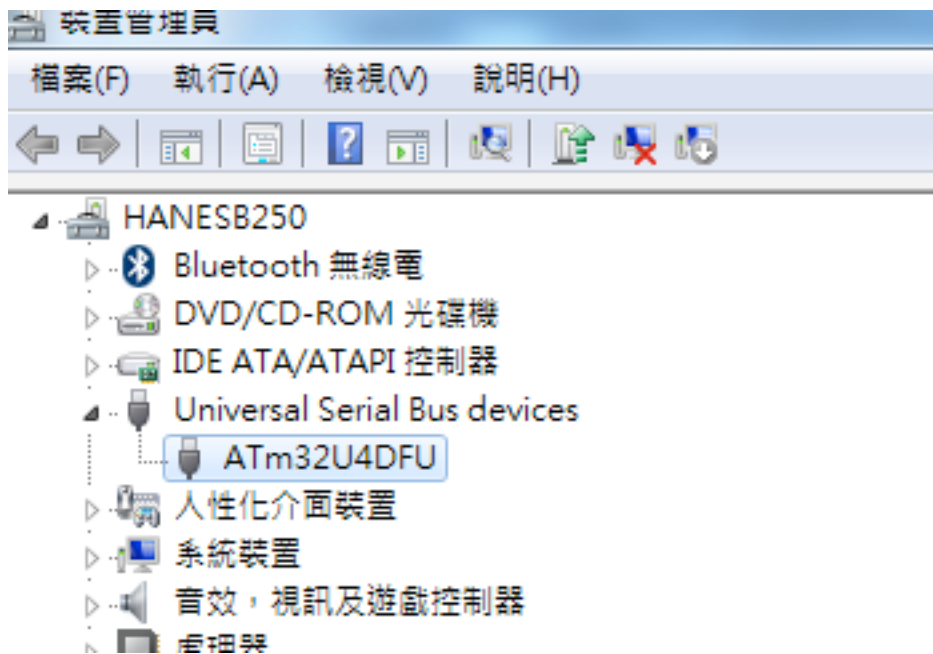 裝置管理員
檔案(F) 執行(A) 檢視(V) 說明(H)
HANESB250
Bluetooth 無線電
DVD/CD-ROM 光碟機
IDE ATA/ATAPI 控制器
Universal Serial Bus devices
ATm32U4DFU
人性化介面裝置
系統裝置
音效，視訊及遊戲控制器
處理器